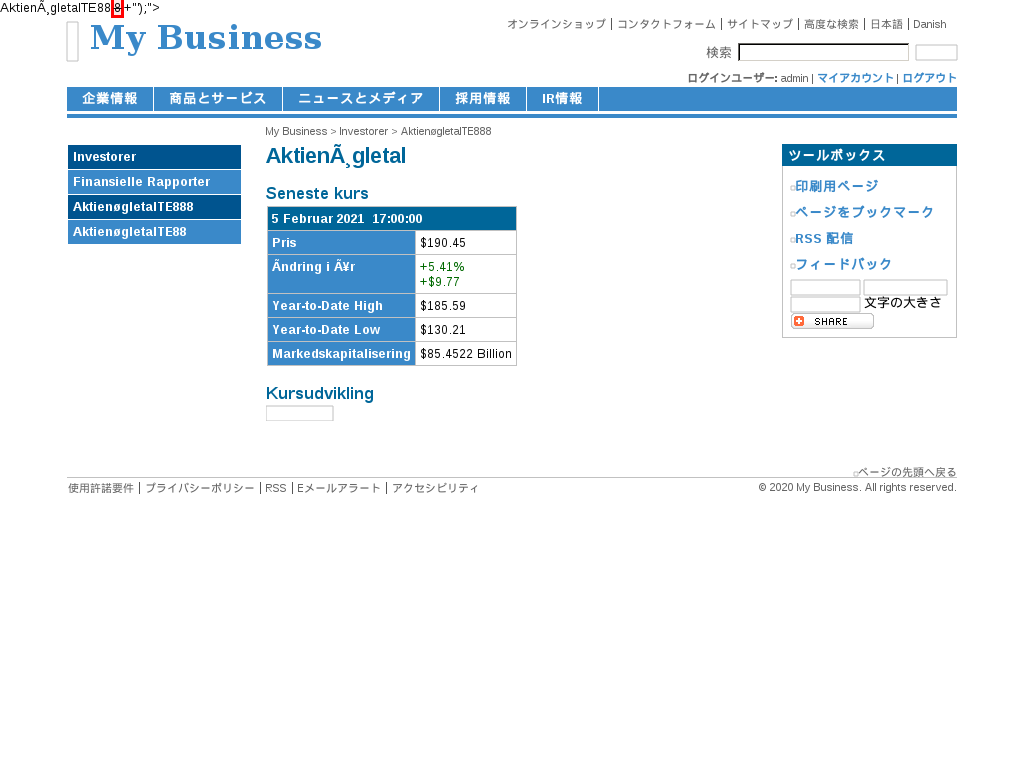 AktienÃ¸gletalTE888+"');">
My Business
オンラインショップ | コンタクトフォーム | サイトマップ | 高度な検索 | 日本語 | Danish
検索
ログインユーザー: admin | マイアカウント | ログアウト
企業情報 商品とサービス ニュースとメディア 採用情報 IR情報
My Business > Investorer > AktienøgletalTE888
Investorer
Finansielle Rapporter
AktienøgletalTE888
AktienøgletalTE88
AktienÃ¸gletal
Seneste kurs
5 Februar 2021 17:00:00
Pris $190.45
Ãndring i Ã¥r +5.41%
+$9.77
Year-to-Date High $185.59
Year-to-Date Low $130.21
Markedskapitalisering $85.4522 Billion
Kursudvikling
ツールボックス
印刷用ページ
ページをブックマーク
RSS 配信
フィードバック
文字の大きさ
SHARE
ページの先頭へ戻る
使用許諾要件 | プライバシーポリシー | RSS | Eメールアラート | アクセシビリティ
© 2020 My Business. All rights reserved.